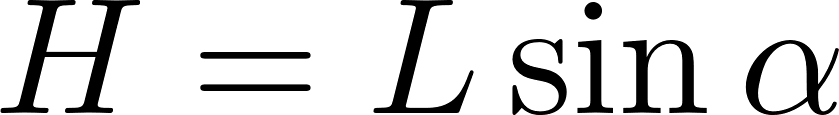 H = L sin α